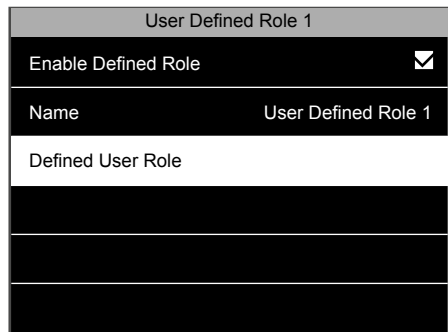 User Defined Role 1
Enable Defined Role
Name User Defined Role 1
Defined User Role